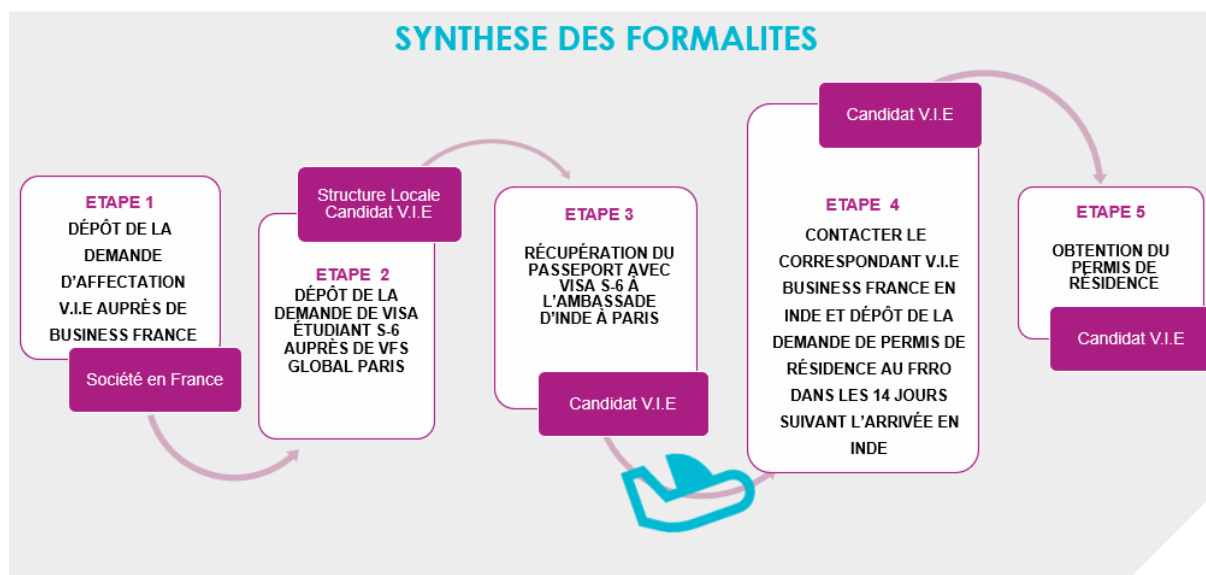 SYNTHESE DES FORMALITES
ETAPE 1
DÉPÔT DE LA
DEMANDE
D’AFFECTATION
V.I.E AUPRÈS DE
BUSINESS FRANCE
Société en France
Structure Locale
Candidat V.I.E
ETAPE 2
DÉPÔT DE LA
DEMANDE DE VISA
ÉTUDIANT S-6
AUPRÈS DE VFS
GLOBAL PARIS
ETAPE 3
RÉCUPÉRATION DU
PASSEPORT AVEC
VISA S-6 À
L’AMBASSADE
D’INDE À PARIS
Candidat V.I.E
Candidat V.I.E
ETAPE 4
CONTACTER LE
CORRESPONDANT V.I.E
BUSINESS FRANCE EN
INDE ET DÉPÔT DE LA
DEMANDE DE PERMIS DE
RÉSIDENCE AU FRRO
DANS LES 14 JOURS
SUIVANT L’ARRIVÉE EN
INDE
ETAPE 5
OBTENTION DU
PERMIS DE
RÉSIDENCE
Candidat V.I.E